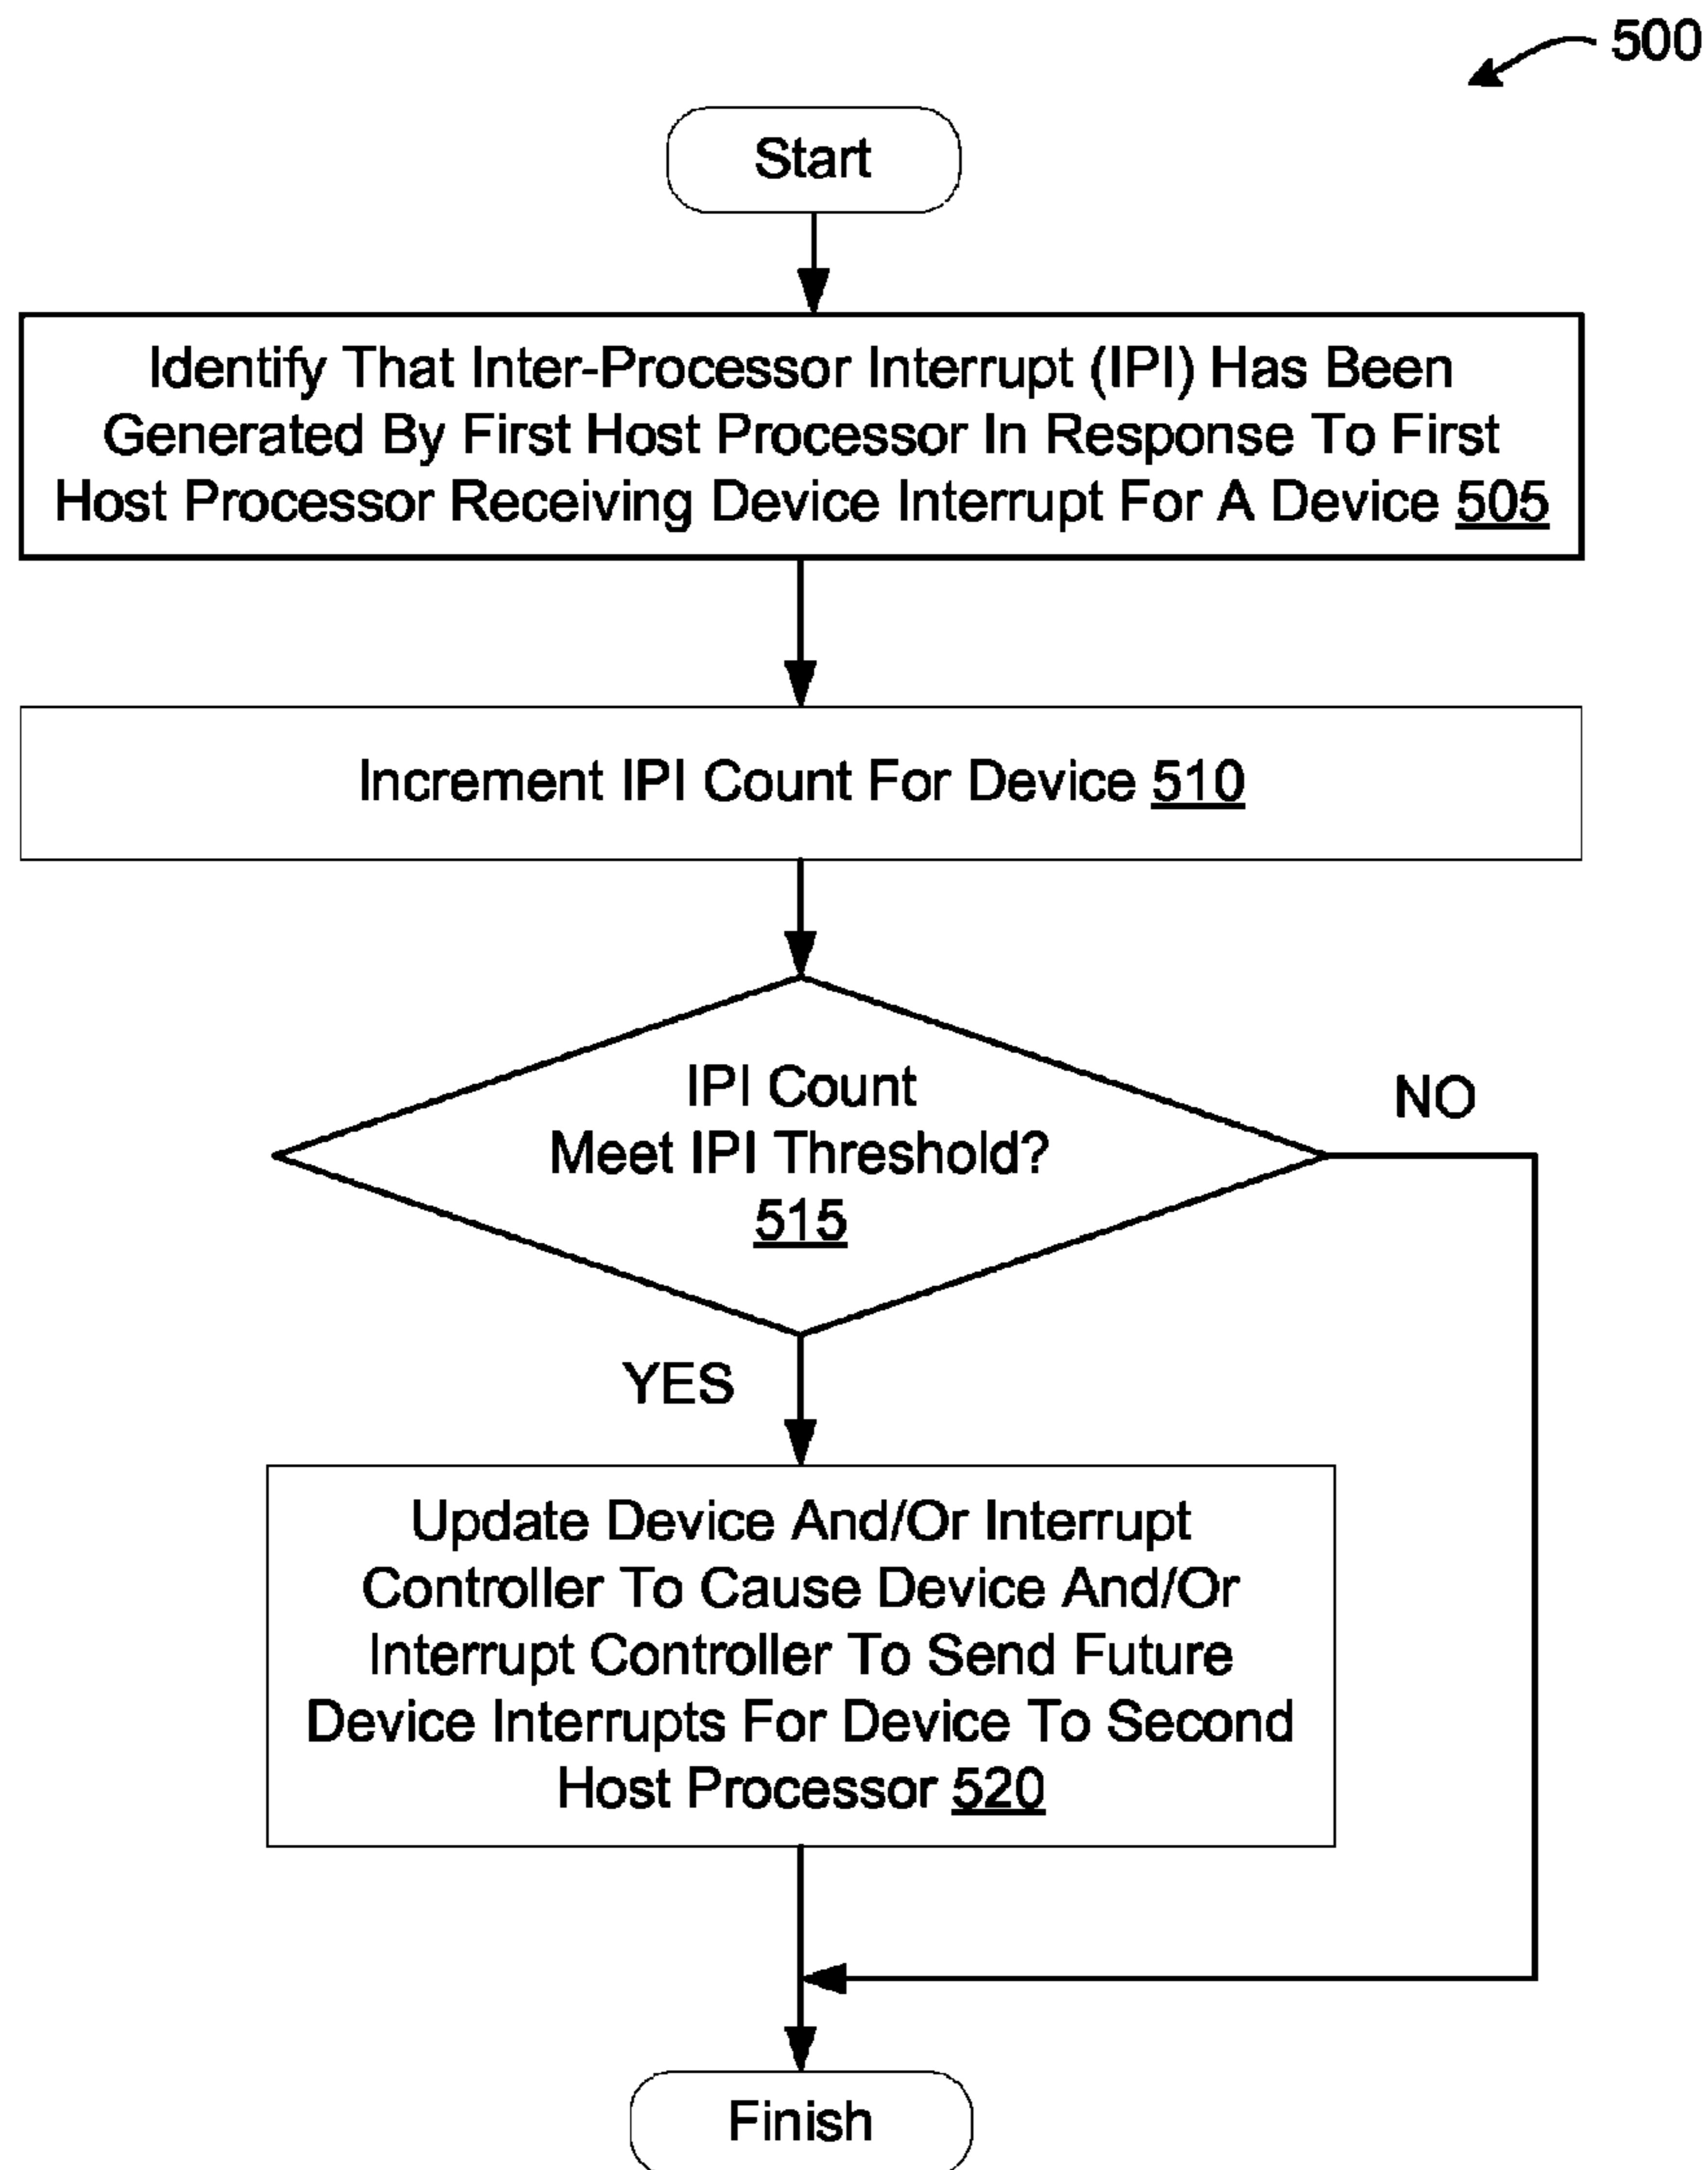 500
Start
Identify That Inter-Processor Interrupt (IPI) Has Been
Generated By First Host Processor In Response To First
Host Processor Receiving Device Interrupt For A Device 505
Increment IPI Count For Device 510
IPI Count
Meet IPI Threshold?
515
NO
YES
Update Device And/Or Interrupt
Controller To Cause Device And/Or
Interrupt Controller To Send Future
Device Interrupts For Device To Second
Host Processor 520
Finish